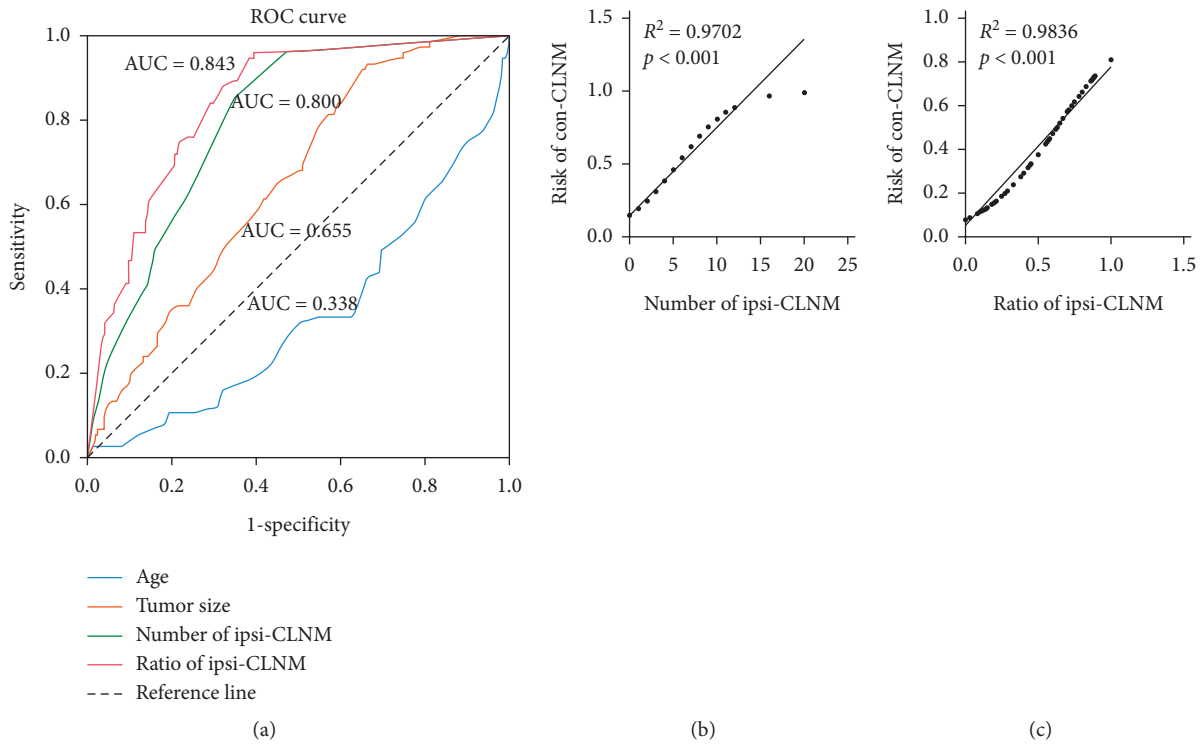 ROC curve
1.0
0.8
0.6
0.4
0.2
0.0
Sensitivity
AUC = 0.843
AUC = 0.800
AUC = 0.655
AUC = 0.338
0.0 0.2 0.4 0.6 0.8 1.0
1-specificity
Age
Tumor size
Number of ipsi-CLNM
Ratio of ipsi-CLNM
Reference line
(a)
1.5
1.0
0.5
0.0
Risk of con-CLNM
R² = 0.9702
p < 0.001
0 5 10 15 20 25
Number of ipsi-CLNM
(b)
1.0
0.8
0.6
0.4
0.2
0.0
Risk of con-CLNM
R² = 0.9836
p < 0.001
0.0 0.5 1.0 1.5
Ratio of ipsi-CLNM
(c)